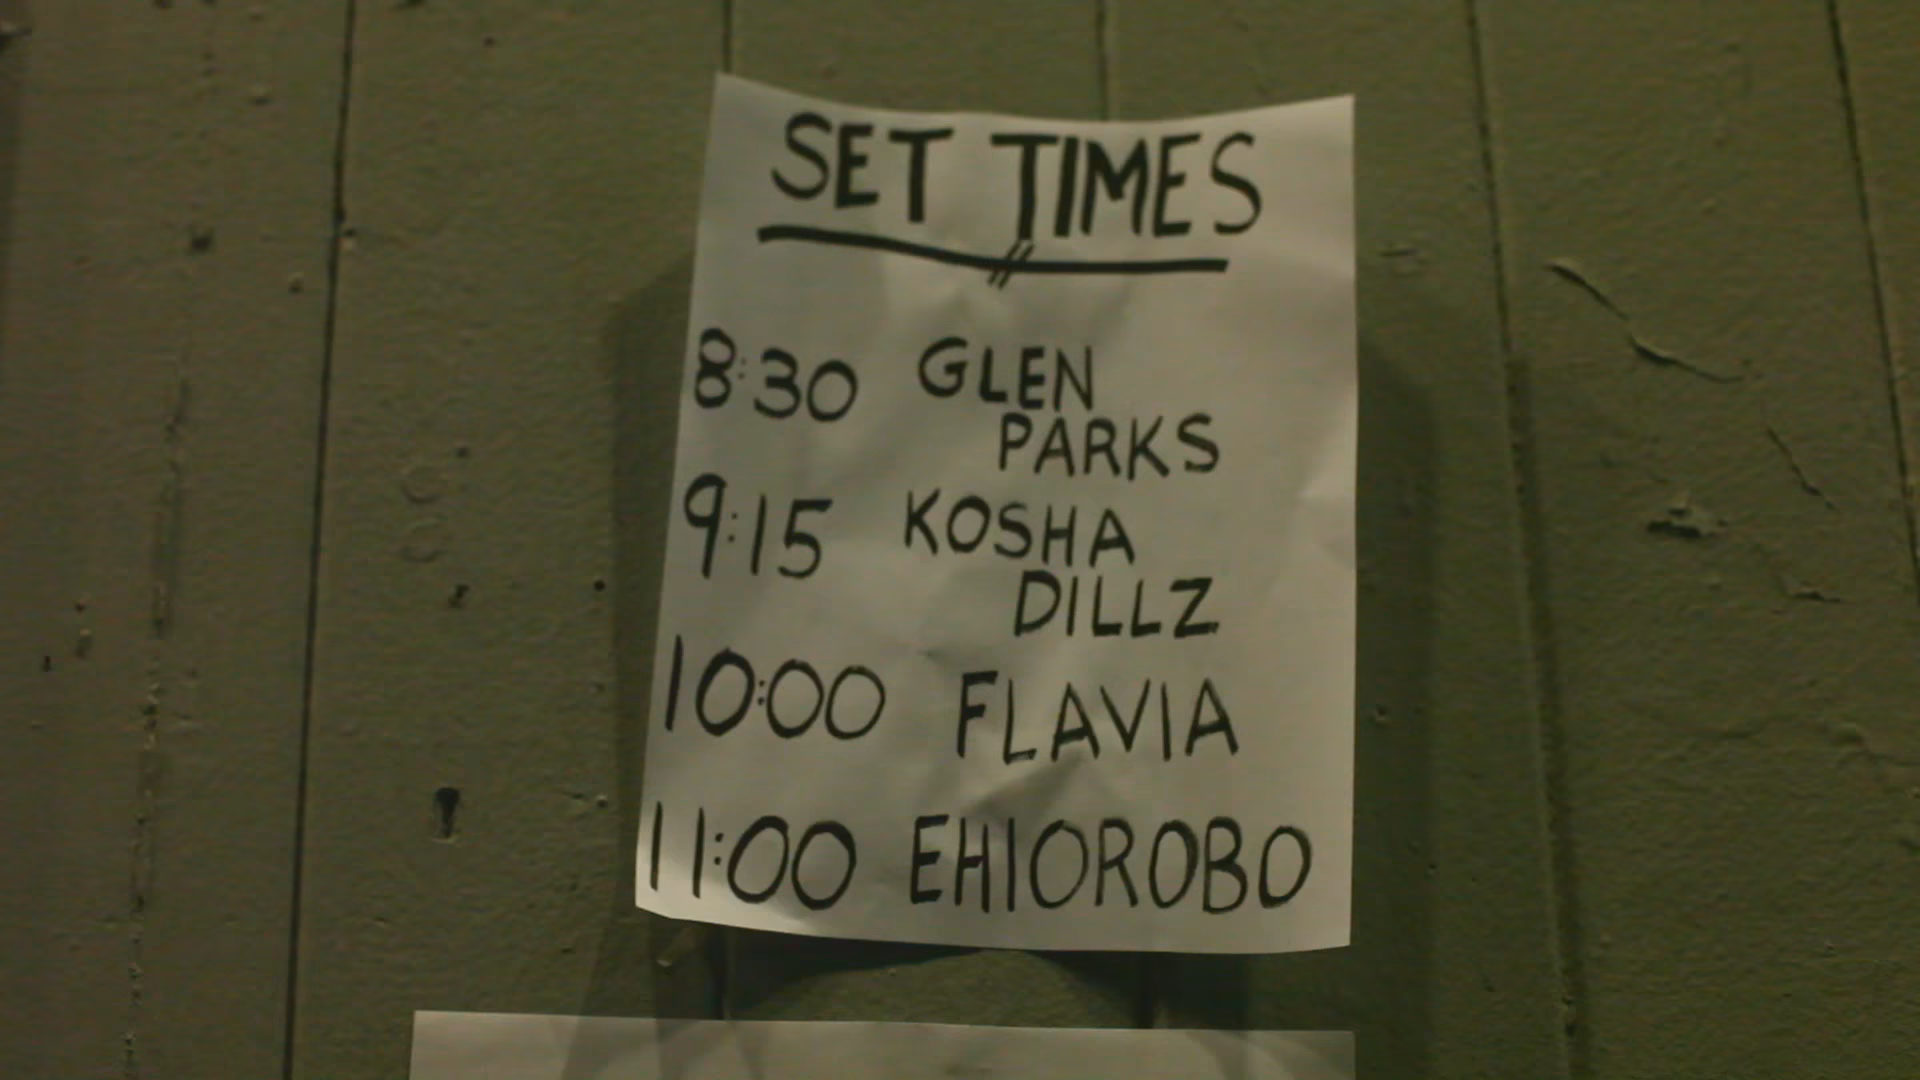 SET TIMES
8:30 GLEN
PARKS
9:15 KOSHA
DILLZ
10:00 FLAVIA
11:00 EHIOROBO